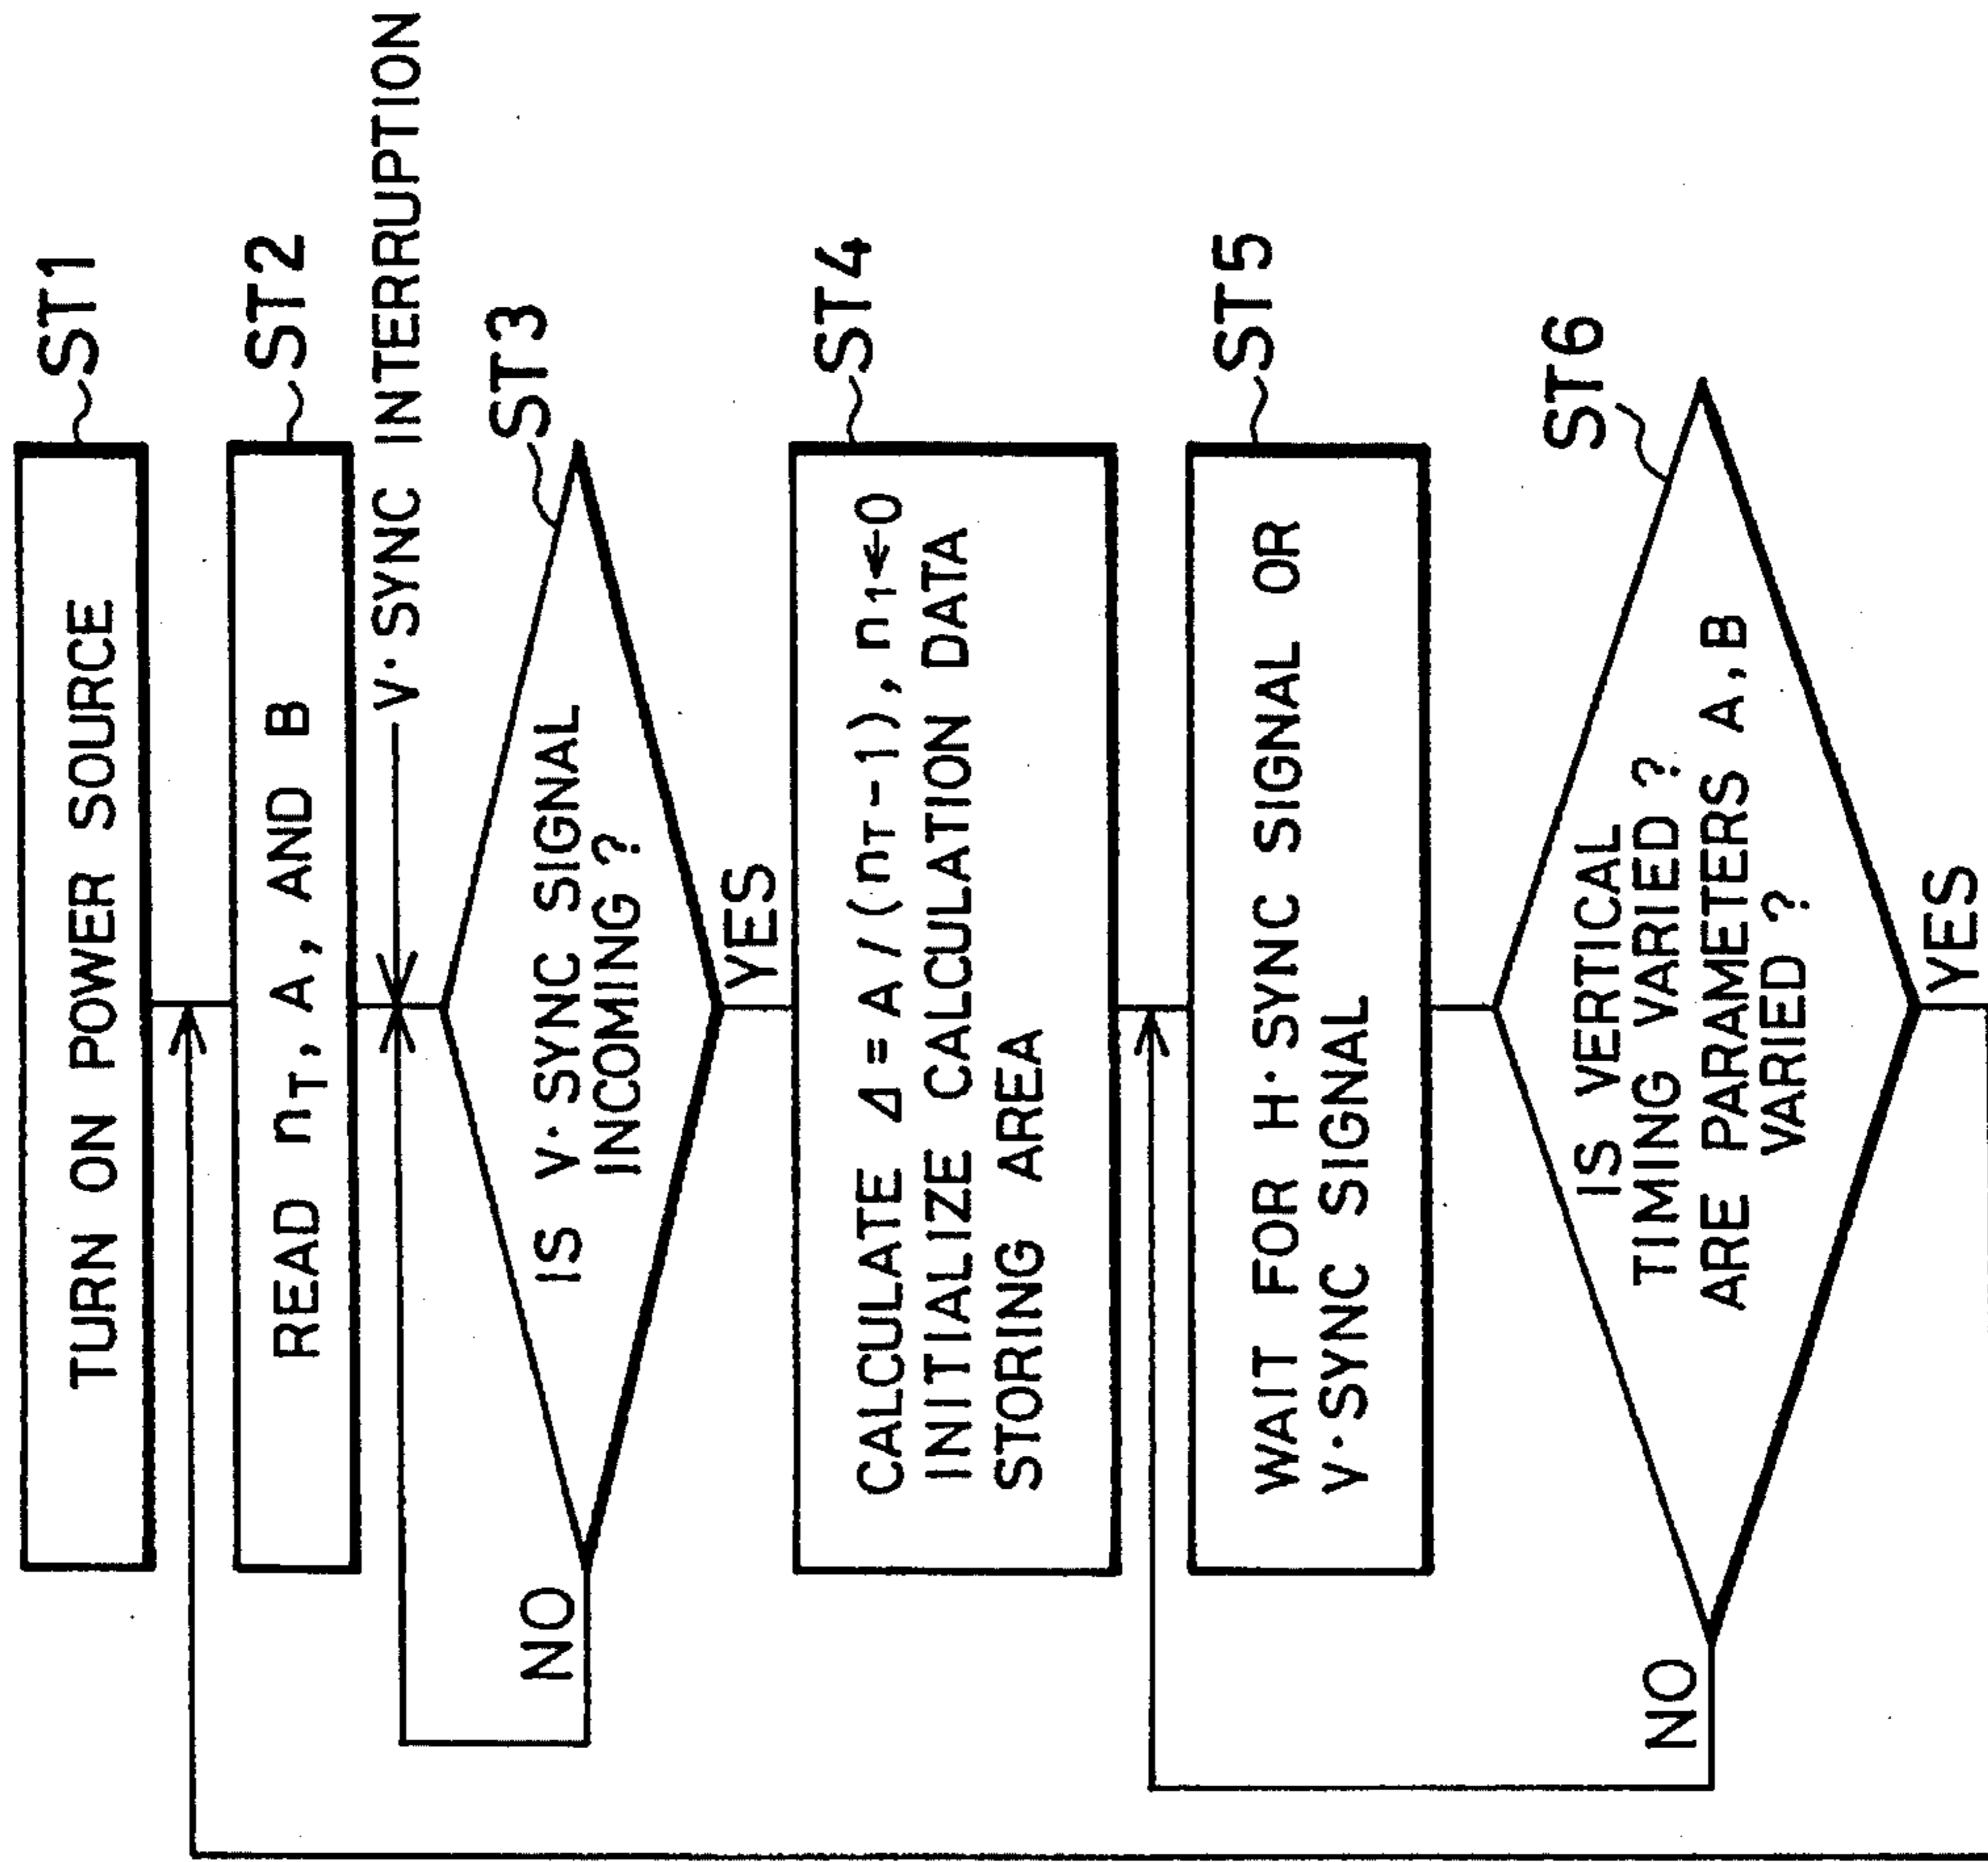 TURN ON POWER SOURCE
ST1
READ nT, A, AND B
ST2
V·SYNC INTERRUPTION
IS V·SYNC SIGNAL
INCOMING ?
ST3
NO
YES
CALCULATE Δ= A / (nT-1), n1←0
INITIALIZE CALCULATION DATA
STORING AREA
ST4
WAIT FOR H·SYNC SIGNAL OR
V·SYNC SIGNAL
ST5
IS VERTICAL
TIMING VARIED ?
ARE PARAMETERS A,B
VARIED ?
ST6
NO
YES